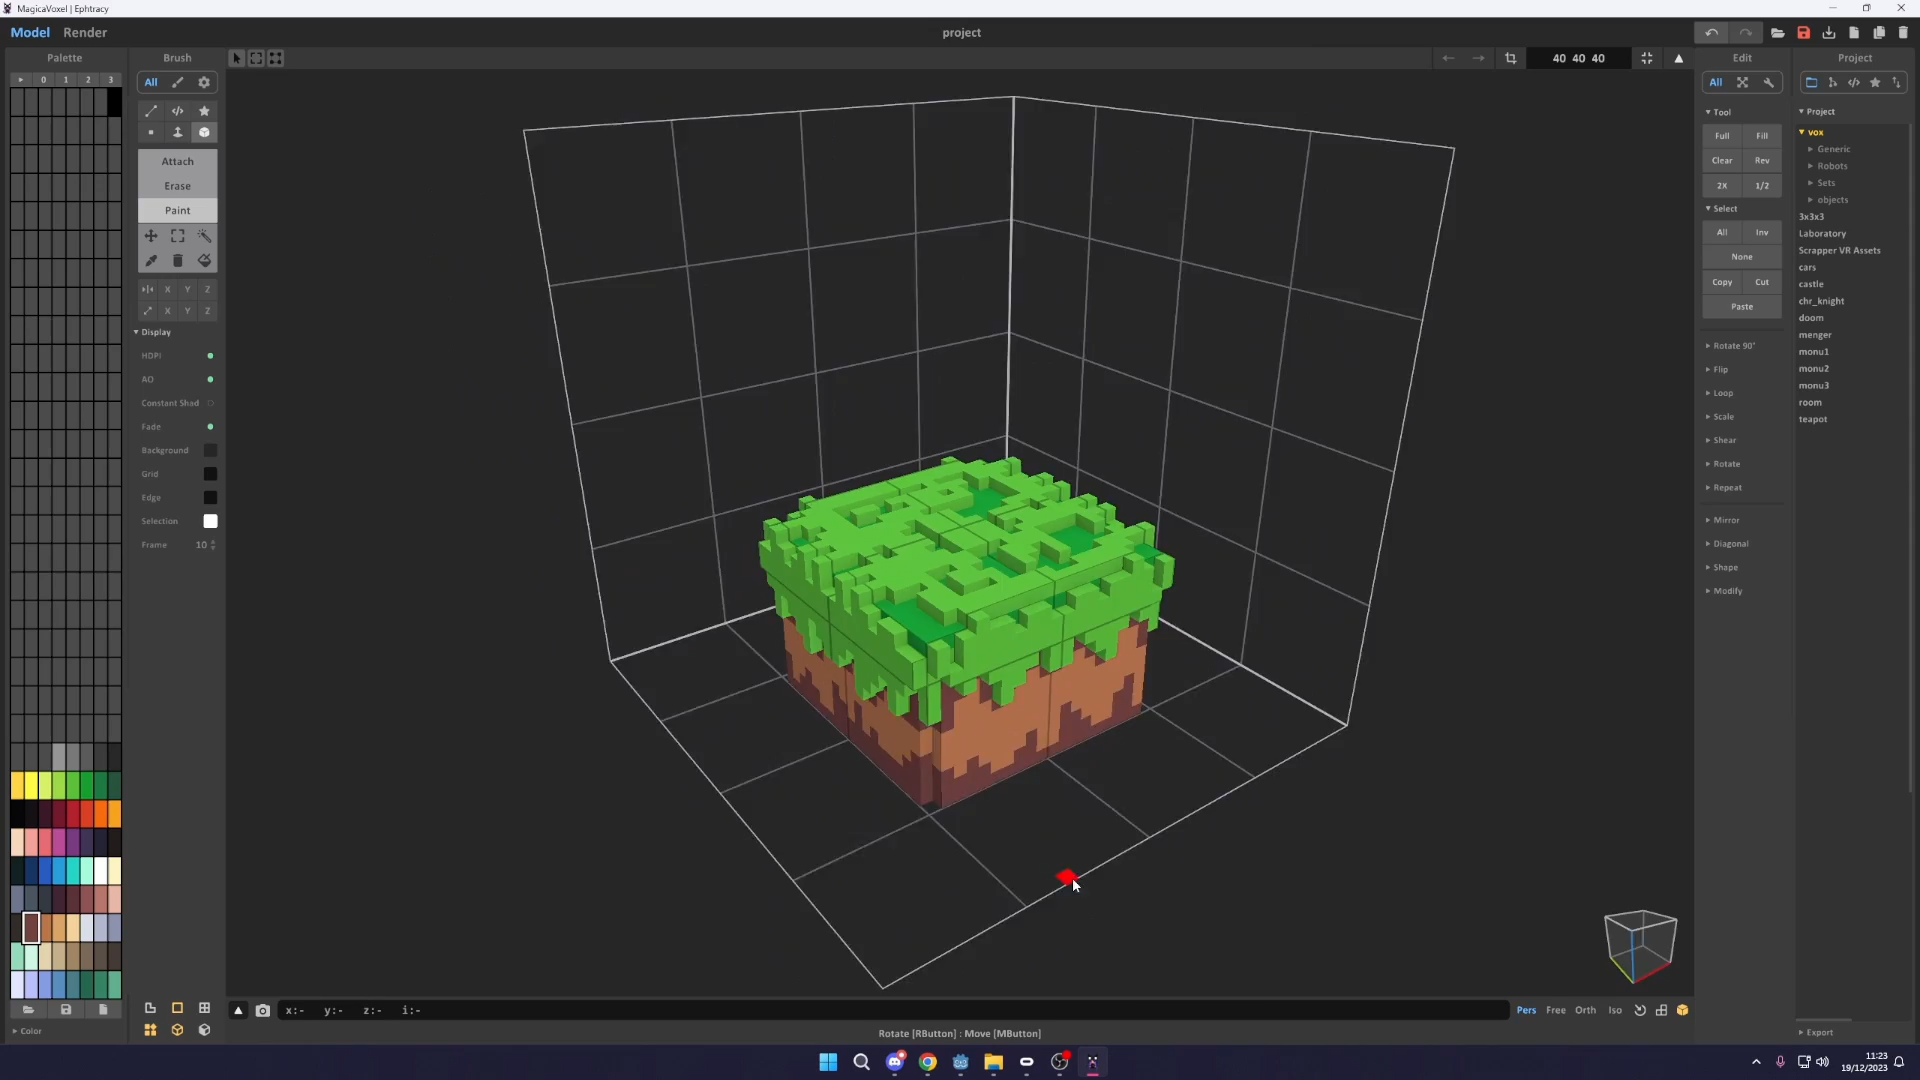 MagicaVoxel | Ephtracy
Model Render
project
Palette
0 1 2 3
Color
Brush
All
Attach
Erase
Paint
X Y Z
X Y Z
Display
HDPI
AO
Constant Shad
Fade
Background
Grid
Edge
Selection
Frame 10
40 40 40
x:- y:- z:- i:-
Pers Free Orth Iso
Rotate [RButton] : Move [MButton]
Edit
All
Tool
Full Fill
Clear Rev
2X 1/2
Select
All Inv
None
Copy Cut
Paste
Rotate 90°
Flip
Loop
Scale
Shear
Rotate
Repeat
Mirror
Diagonal
Shape
Modify
Project
Project
vox
Generic
Robots
Sets
objects
3x3x3
Laboratory
Scrapper VR Assets
cars
castle
chr_knight
doom
menger
monu1
monu2
monu3
room
teapot
Export
11:23
19/12/2023